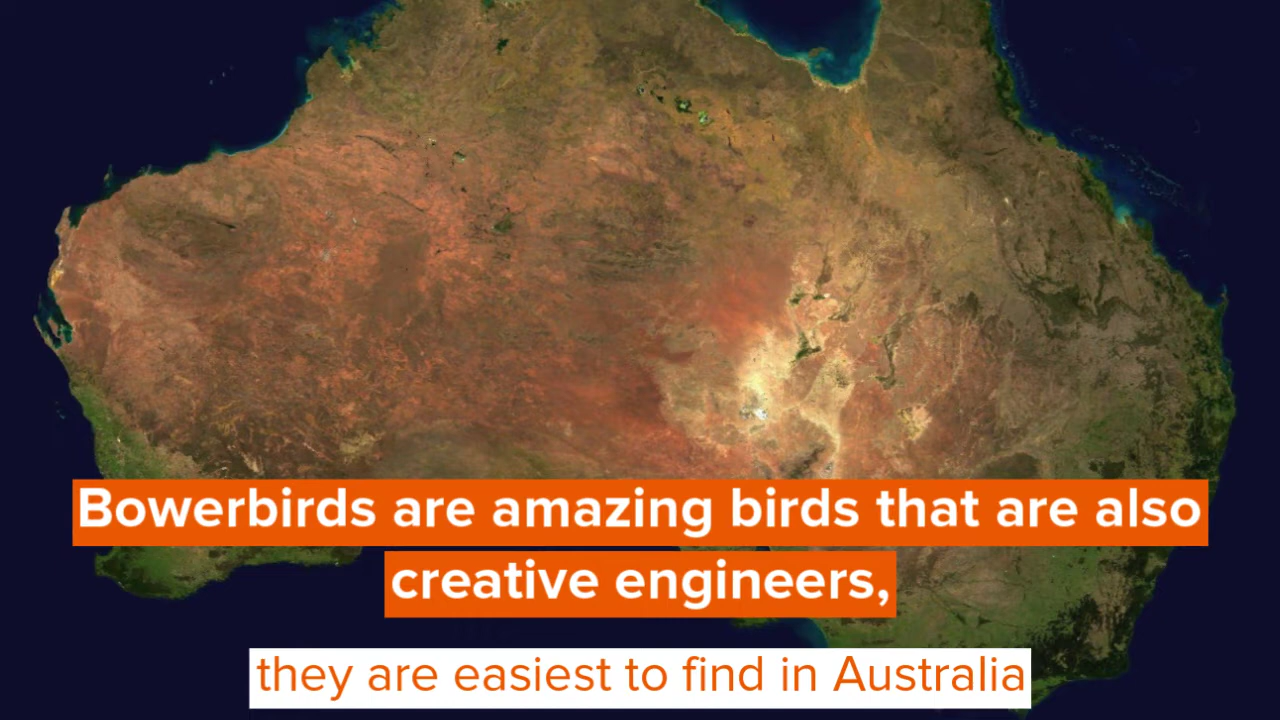 Bowerbirds are amazing birds that are also
creative engineers,
they are easiest to find in Australia